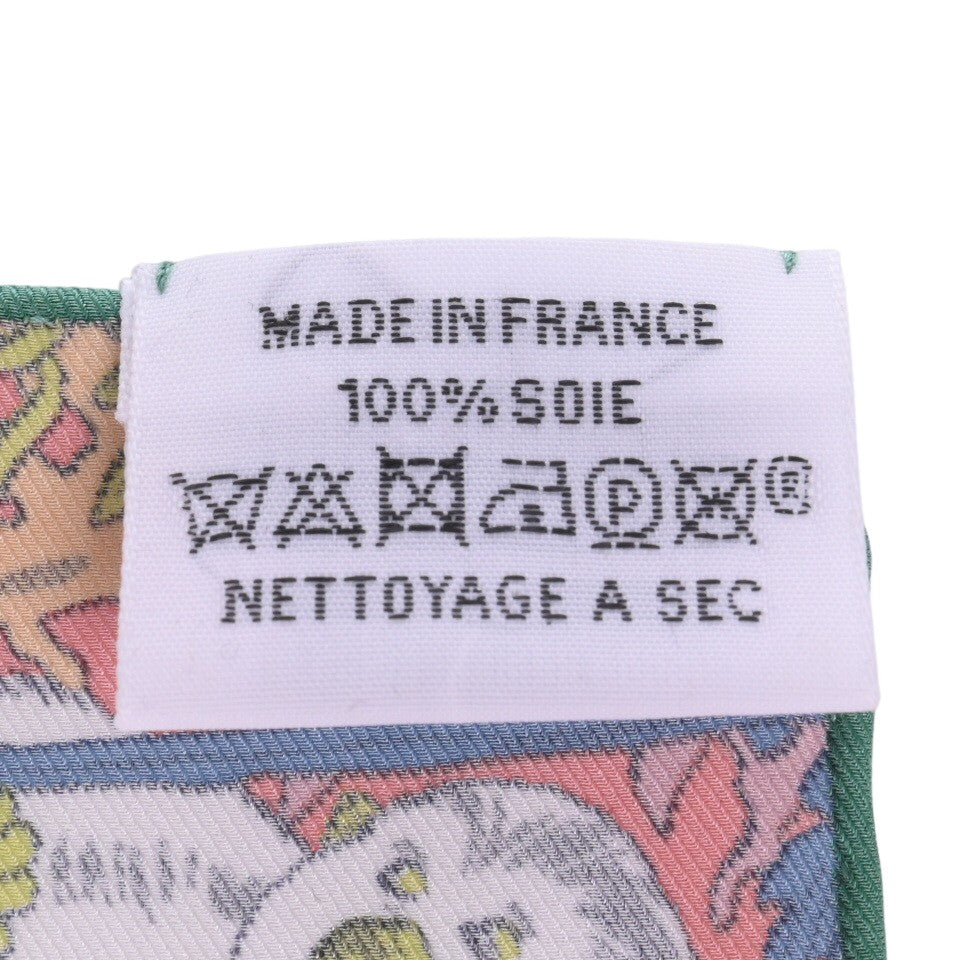 MADE IN FRANCE
100% SOIE
P ®
NETTOYAGE A SEC